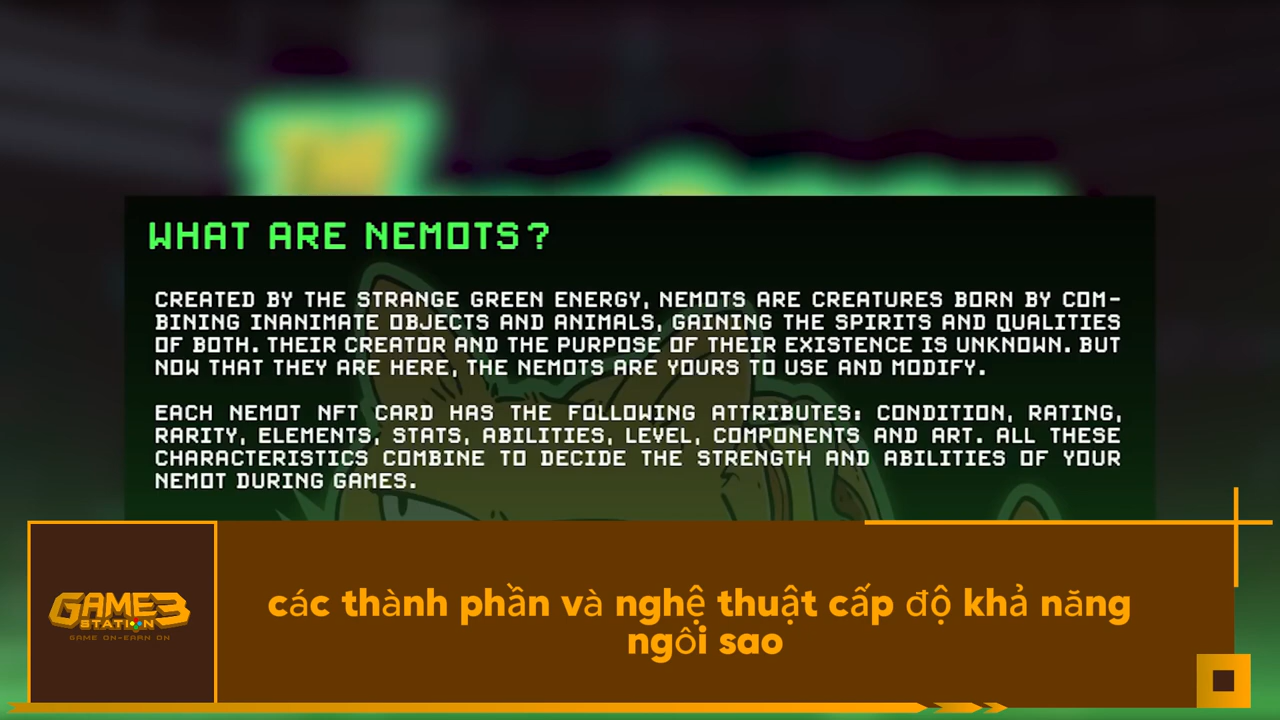 WHAT ARE NEMOTS?
CREATED BY THE STRANGE GREEN ENERGY, NEMOTS ARE CREATURES BORN BY COM-
BINING INANIMATE OBJECTS AND ANIMALS, GAINING THE SPIRITS AND QUALITIES
OF BOTH. THEIR CREATOR AND THE PURPOSE OF THEIR EXISTENCE IS UNKNOWN. BUT
NOW THAT THEY ARE HERE, THE NEMOTS ARE YOURS TO USE AND MODIFY.
EACH NEMOT NFT CARD HAS THE FOLLOWING ATTRIBUTES: CONDITION, RATING,
RARITY, ELEMENTS, STATS, ABILITIES, LEVEL, COMPONENTS AND ART. ALL THESE
CHARACTERISTICS COMBINE TO DECIDE THE STRENGTH AND ABILITIES OF YOUR
NEMOT DURING GAMES.
GAME3
STATION
GAME ON-EARN ON
các thành phần và nghệ thuật cấp độ khả năng
ngôi sao